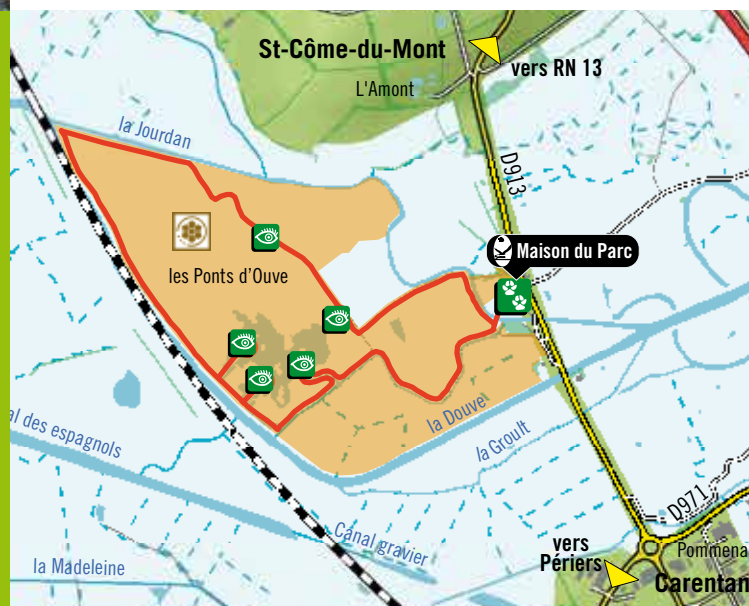 St-Côme-du-Mont
vers RN 13
L'Amont
la Jourdan
D913
Maison du Parc
les Ponts d'Ouve
la Douve
la Groult
al des espagnols
D971
Canal gravier
vers
Périers
Pommena
la Madeleine
Carentan